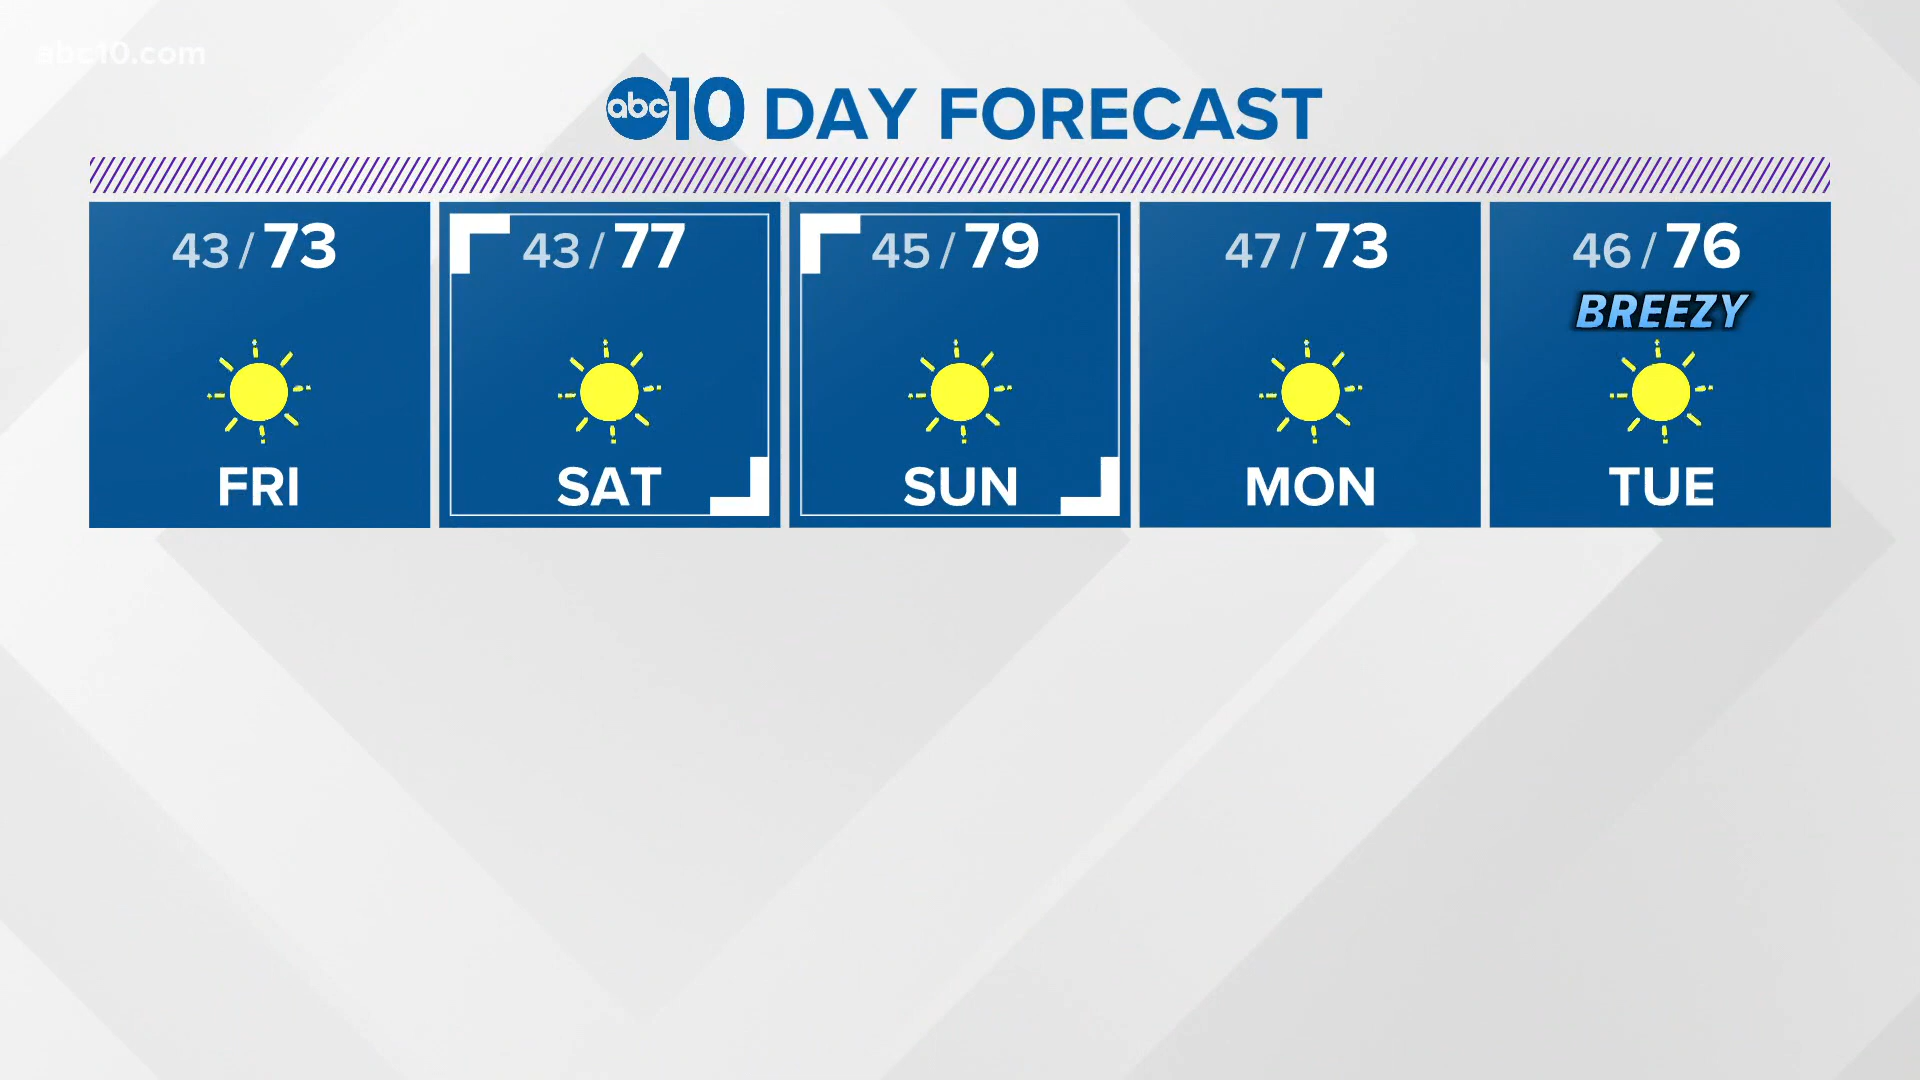 abc10.com
abc10 DAY FORECAST
43/73
43/77
45/79
47/73
46/76
BREEZY
FRI
SAT
SUN
MON
TUE